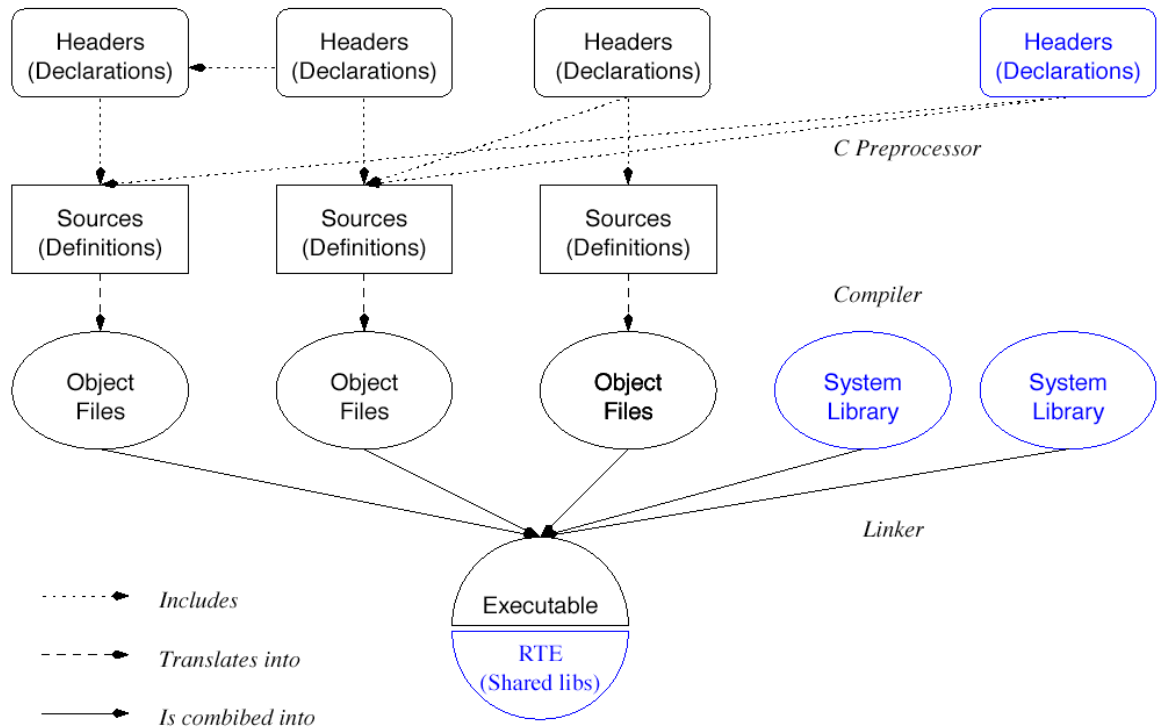 Headers
(Declarations)
Headers
(Declarations)
Headers
(Declarations)
Headers
(Declarations)
C Preprocessor
Sources
(Definitions)
Sources
(Definitions)
Sources
(Definitions)
Compiler
Object
Files
Object
Files
Object
Files
System
Library
System
Library
Linker
Executable
RTE
(Shared libs)
Includes
Translates into
Is combibed into